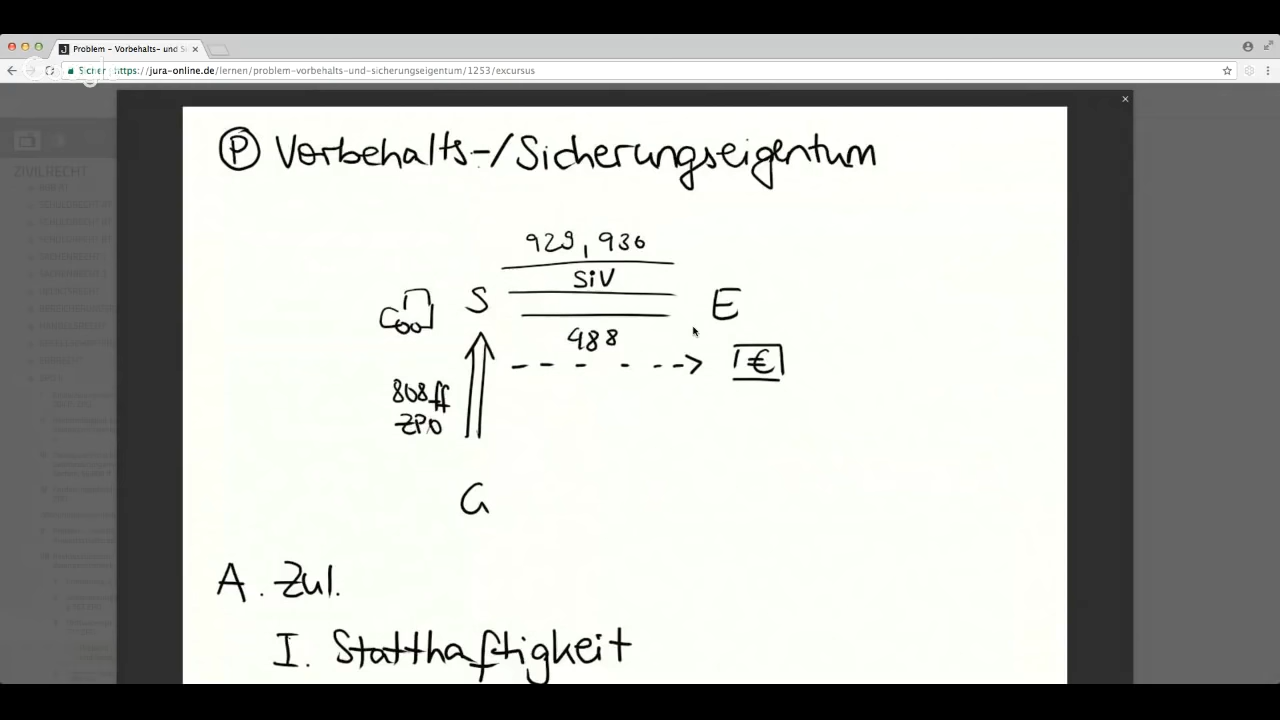 Problem - Vorbehalts- und Si
Sicher https://jura-online.de/lernen/problem-vorbehalts-und-sicherungseigentum/1253/excursus
ZIVILRECHT
P Vorbehalts-/Sicherungseigentum
929, 930
SiV
S E
488
1 €
808 ff
ZPO
G
A. Zul.
I. Statthaftigkeit